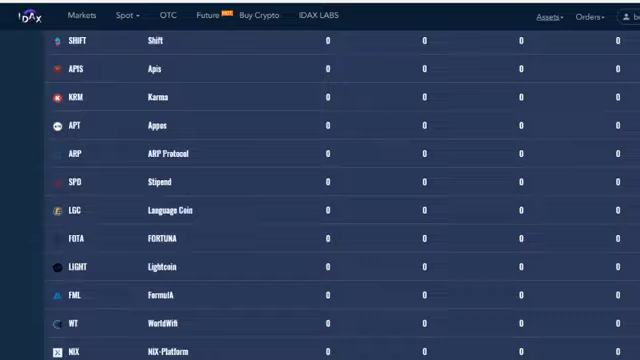 IDAX Markets Spot OTC Future HOT Buy Crypto IDAX LABS Assets Orders be
SHIFT Shift 0 0 0 0
APIS Apis 0 0 0 0
KRM Karma 0 0 0 0
APT Appos 0 0 0 0
ARP ARP Protocol 0 0 0 0
SPD Stipend 0 0 0 0
LGC Language Coin 0 0 0 0
FOTA FORTUNA 0 0 0 0
LIGHT Lightcoin 0 0 0 0
FML FormulA 0 0 0 0
WT WorldWifi 0 0 0 0
NIX NIX-Platform 0 0 0 0